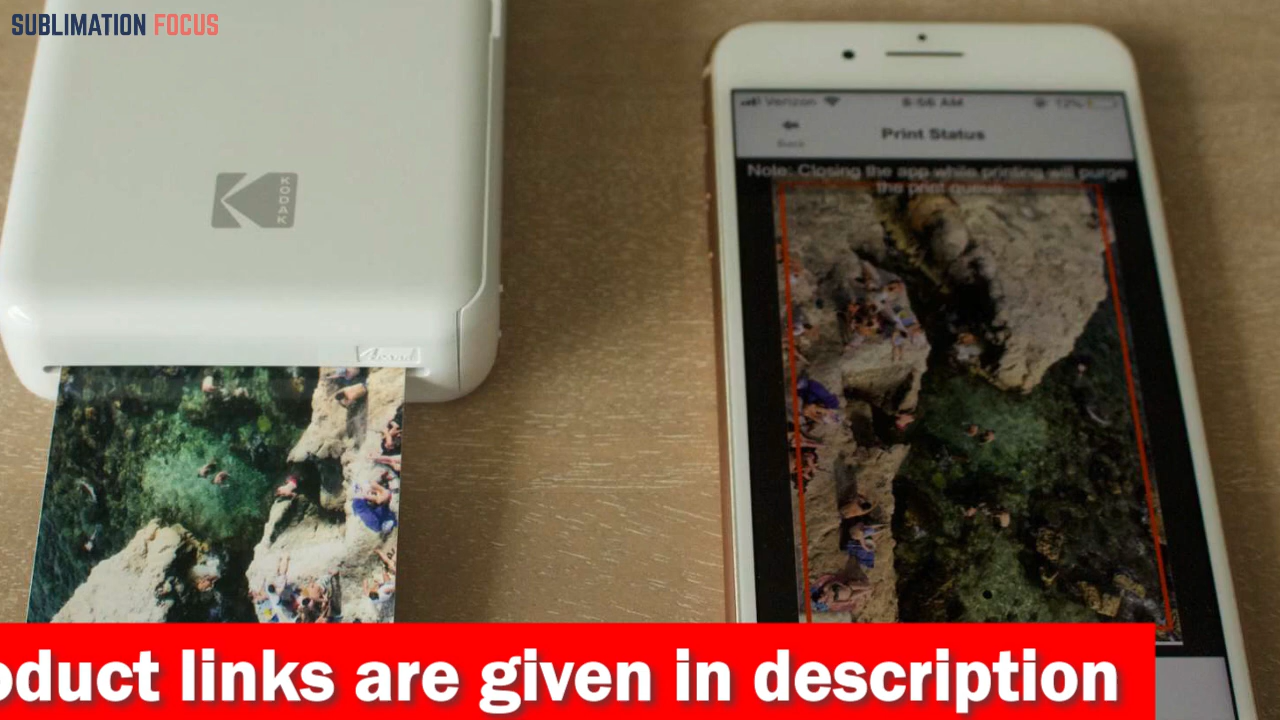 SUBLIMATION FOCUS
KODAK
Verizon
6:56 AM
72%
Back
Print Status
Note: Closing the app while printing will purge
the print queue
oduct links are given in description